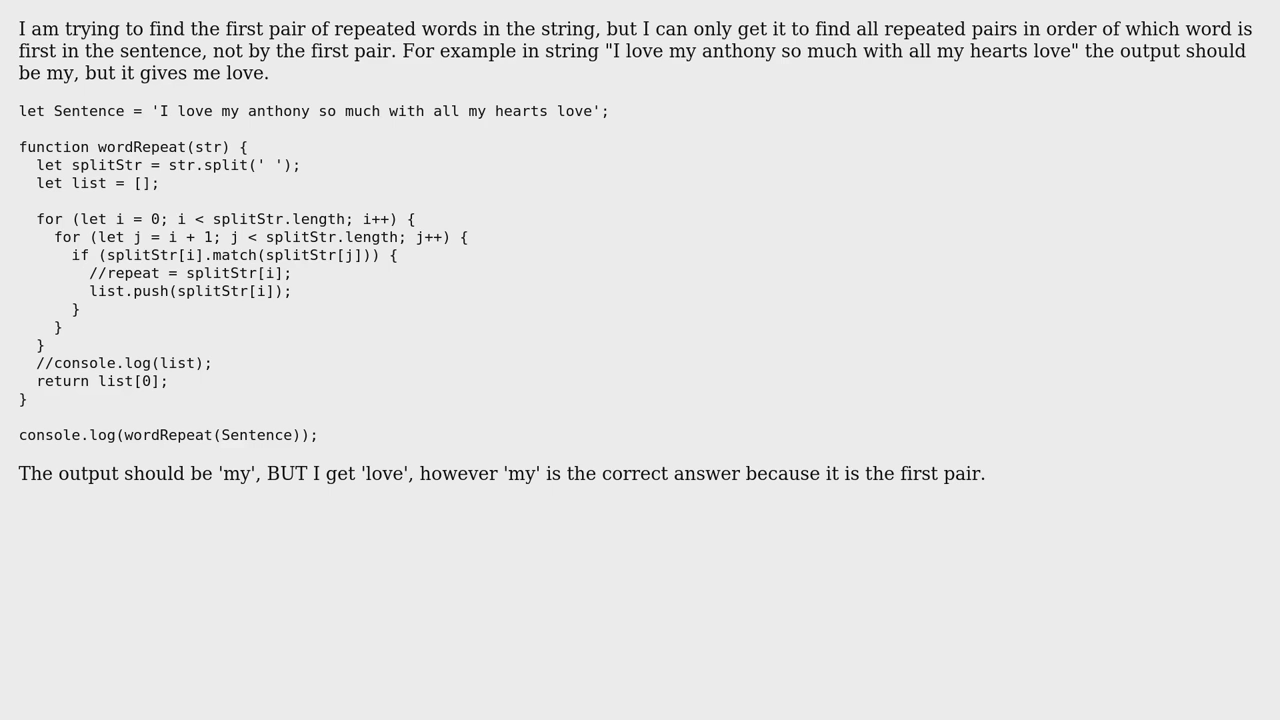 I am trying to find the first pair of repeated words in the string, but I can only get it to find all repeated pairs in order of which word is
first in the sentence, not by the first pair. For example in string "I love my anthony so much with all my hearts love" the output should
be my, but it gives me love.
let Sentence = 'I love my anthony so much with all my hearts love';
function wordRepeat(str) {
  let splitStr = str.split(' ');
  let list = [];
  for (let i = 0; i < splitStr.length; i++) {
    for (let j = i + 1; j < splitStr.length; j++) {
      if (splitStr[i].match(splitStr[j])) {
        //repeat = splitStr[i];
        list.push(splitStr[i]);
      }
    }
  }
  //console.log(list);
  return list[0];
}
console.log(wordRepeat(Sentence));
The output should be 'my', BUT I get 'love', however 'my' is the correct answer because it is the first pair.